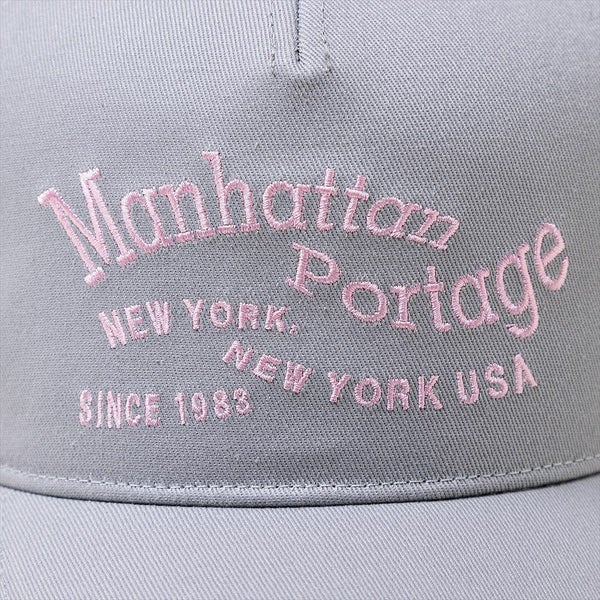 Manhattan
Portage
NEW YORK,
NEW YORK USA
SINCE 1983